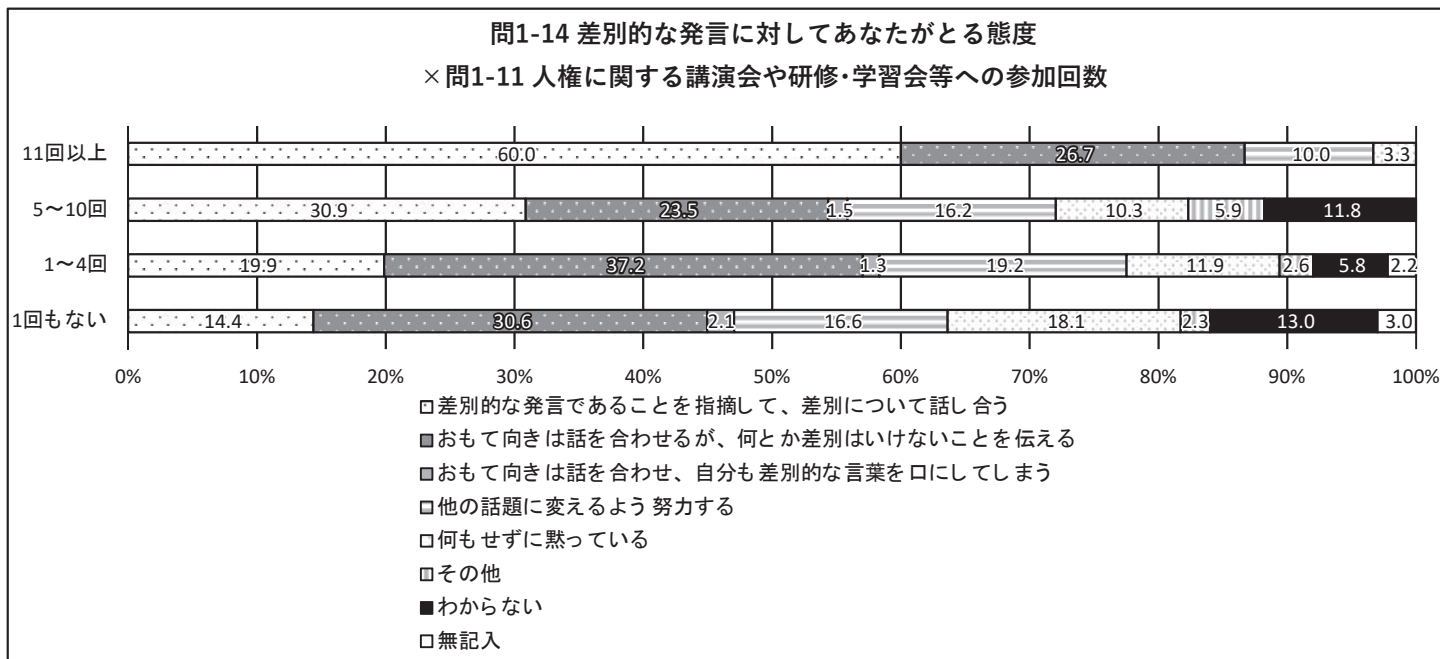 問1-14 差別的な発言に対してあなたがとる態度
×問1-11 人権に関する講演会や研修・学習会等への参加回数
11回以上
60.0
26.7
10.0
3.3
5～10回
30.9
23.5
1.5
16.2
10.3
5.9
11.8
1～4回
19.9
37.2
1.3
19.2
11.9
2.6
5.8
2.2
1回もない
14.4
30.6
2.1
16.6
18.1
2.3
13.0
3.0
0% 10% 20% 30% 40% 50% 60% 70% 80% 90% 100%
差別的な発言であることを指摘して、差別について話し合う
おもて向きは話を合わせるが、何とか差別はいけないことを伝える
おもて向きは話を合わせ、自分も差別的な言葉を口にしてしまう
他の話題に変えるよう努力する
何もせずに黙っている
その他
わからない
無記入